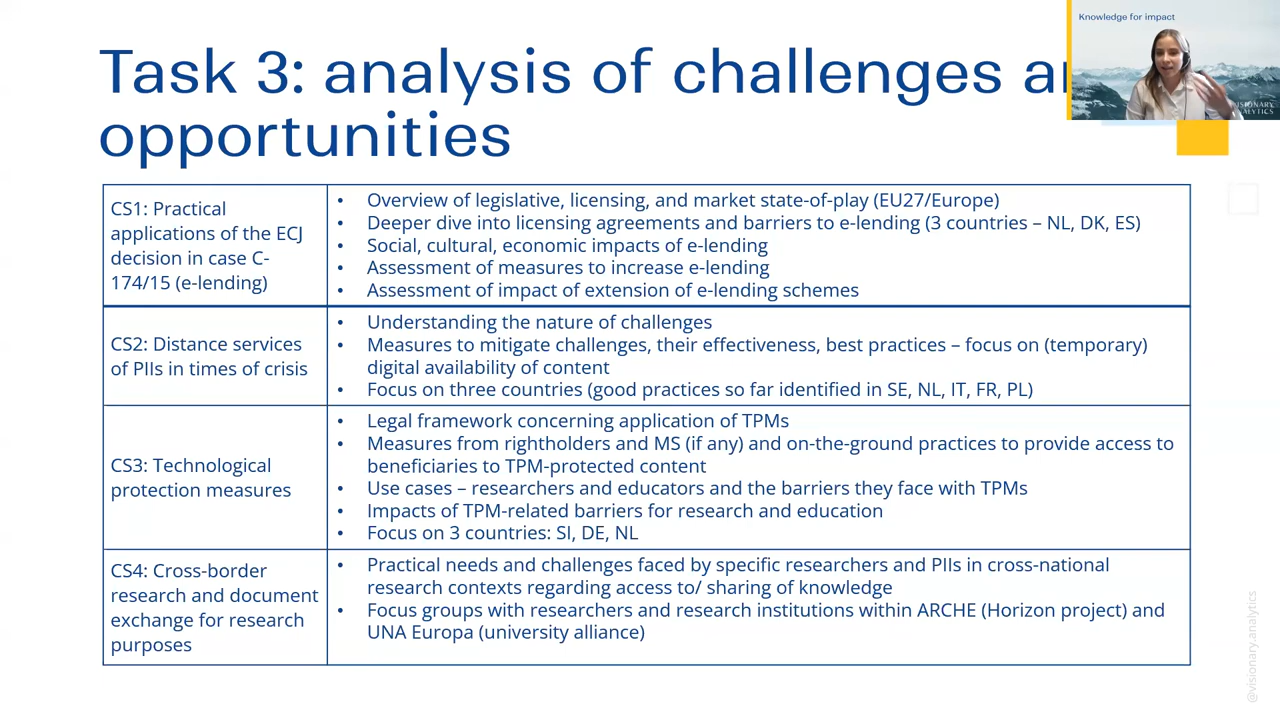 Knowledge for impact
Task 3: analysis of challenges a
opportunities
VISIONARY
ANALYTICS
CS1: Practical
applications of the ECJ
decision in case C-
174/15 (e-lending)
• Overview of legislative, licensing, and market state-of-play (EU27/Europe)
• Deeper dive into licensing agreements and barriers to e-lending (3 countries – NL, DK, ES)
• Social, cultural, economic impacts of e-lending
• Assessment of measures to increase e-lending
• Assessment of impact of extension of e-lending schemes
CS2: Distance services
of PIIs in times of crisis
• Understanding the nature of challenges
• Measures to mitigate challenges, their effectiveness, best practices – focus on (temporary)
digital availability of content
• Focus on three countries (good practices so far identified in SE, NL, IT, FR, PL)
CS3: Technological
protection measures
• Legal framework concerning application of TPMs
• Measures from rightholders and MS (if any) and on-the-ground practices to provide access to
beneficiaries to TPM-protected content
• Use cases – researchers and educators and the barriers they face with TPMs
• Impacts of TPM-related barriers for research and education
• Focus on 3 countries: SI, DE, NL
CS4: Cross-border
research and document
exchange for research
purposes
• Practical needs and challenges faced by specific researchers and PIIs in cross-national
research contexts regarding access to/ sharing of knowledge
• Focus groups with researchers and research institutions within ARCHE (Horizon project) and
UNA Europa (university alliance)
@visionary.analytics